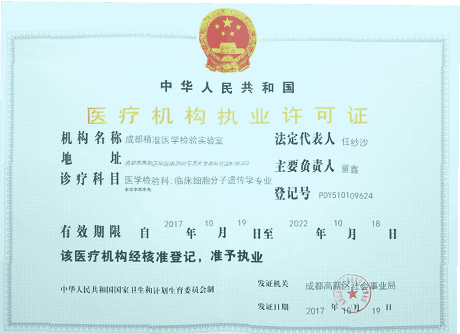 中华人民共和国
医疗机构执业许可证
机构名称 成都精准医学检验实验室 法定代表人 任纱沙
地址 主要负责人 董鑫
诊疗科目 医学检验科;临床细胞分子遗传学专业 登记号 PDY510109624
******
有效期限 自 2017 年 10 月 19 日至 2022 年 10 月 18 日
该医疗机构经核准登记，准予执业
中华人民共和国国家卫生和计划生育委员会制 发证机关 成都高新区社会事业局
发证日期 2017 年 10 月 19 日